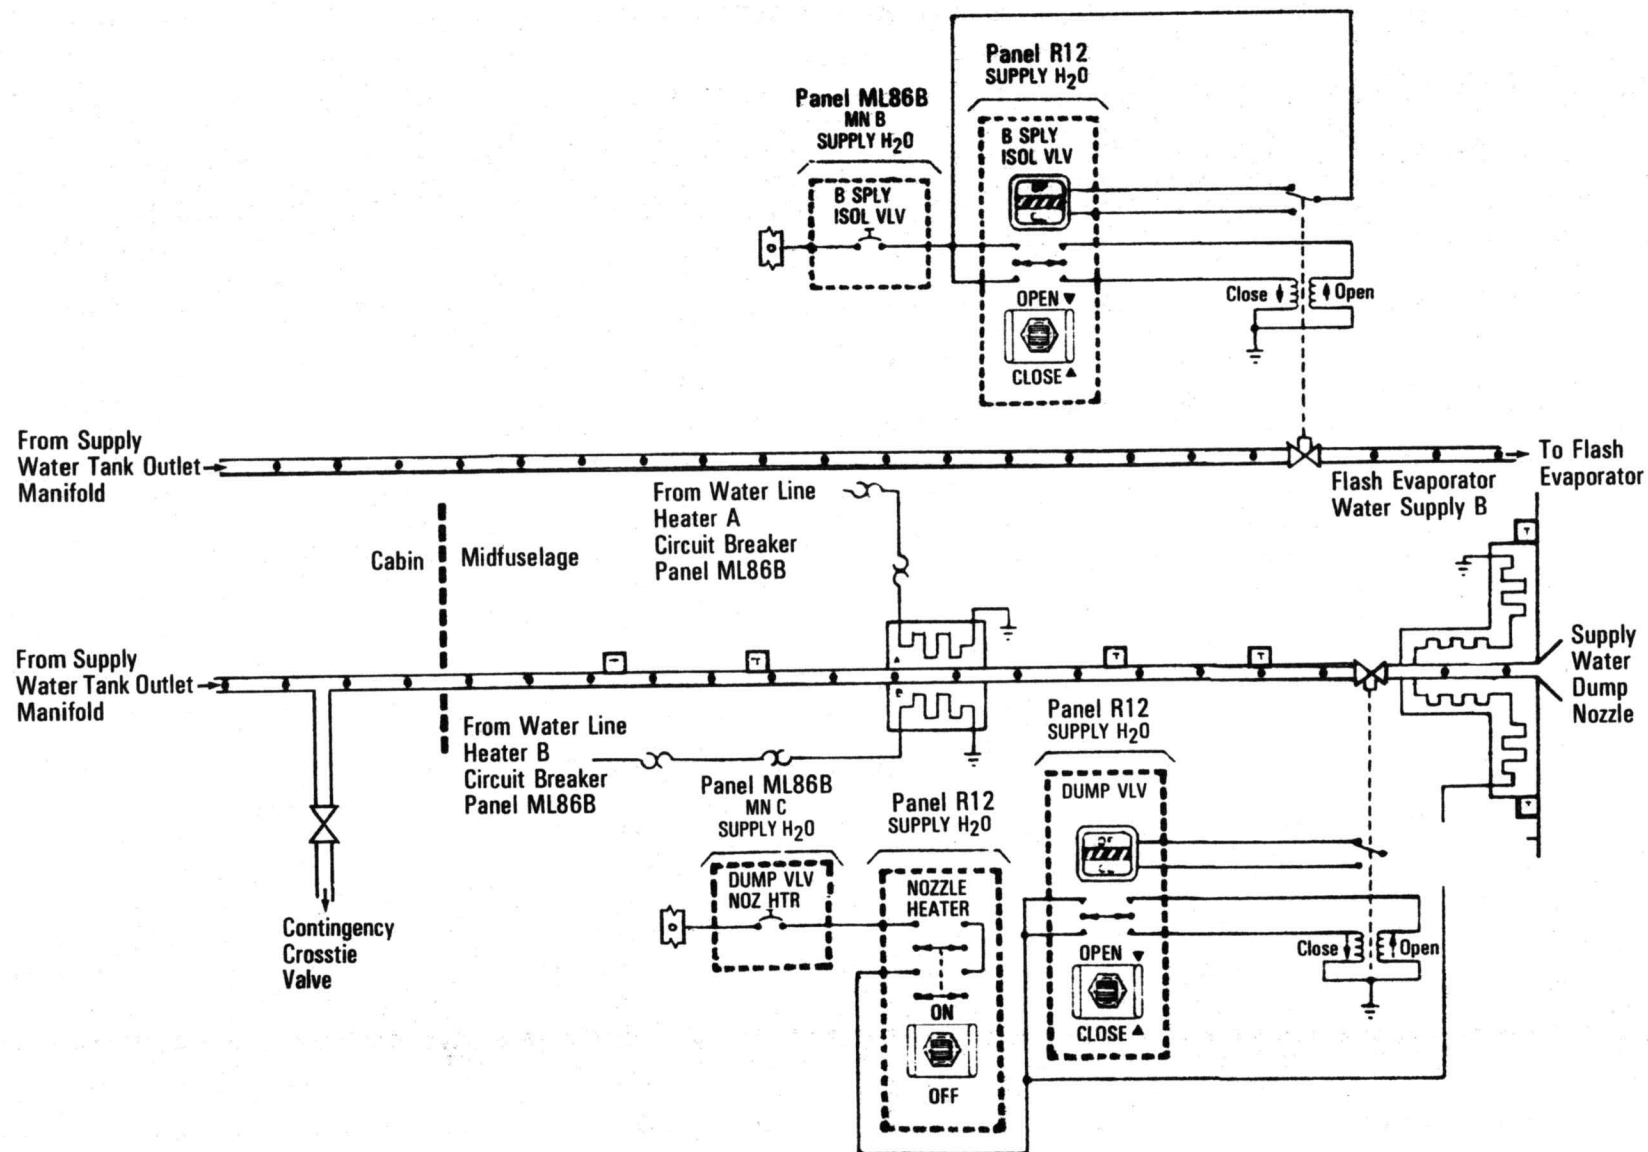 Panel R12
SUPPLY H2O
Panel ML86B
MN B
SUPPLY H2O
B SPLY
ISOL VLV
B SPLY
ISOL VLV
OPEN
CLOSE
Close
Open
From Supply
Water Tank Outlet
Manifold
To Flash
Evaporator
Flash Evaporator
Water Supply B
From Water Line
Heater A
Circuit Breaker
Panel ML86B
Cabin
Midfuselage
T
From Supply
Water Tank Outlet
Manifold
T
T
T
T
A
B
Supply
Water
Dump
Nozzle
From Water Line
Heater B
Circuit Breaker
Panel ML86B
Panel ML86B
MN C
SUPPLY H2O
Panel R12
SUPPLY H2O
Panel R12
SUPPLY H2O
DUMP VLV
T
DUMP VLV
NOZ HTR
NOZZLE
HEATER
ON
OFF
OPEN
CLOSE
Close
Open
Contingency
Crosstie
Valve